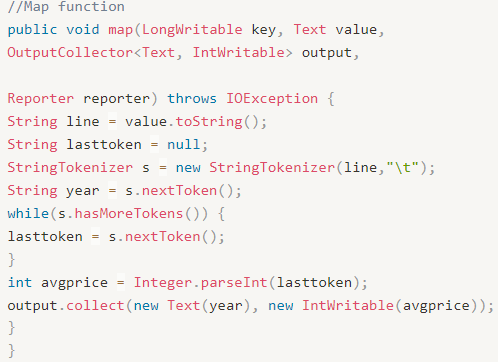 //Map function
public void map(LongWritable key, Text value,
OutputCollector<Text, IntWritable> output,
Reporter reporter) throws IOException {
String line = value.toString();
String lasttoken = null;
StringTokenizer s = new StringTokenizer(line,"\t");
String year = s.nextToken();
while(s.hasMoreTokens()) {
lasttoken = s.nextToken();
}
int avgprice = Integer.parseInt(lasttoken);
output.collect(new Text(year), new IntWritable(avgprice));
}
}